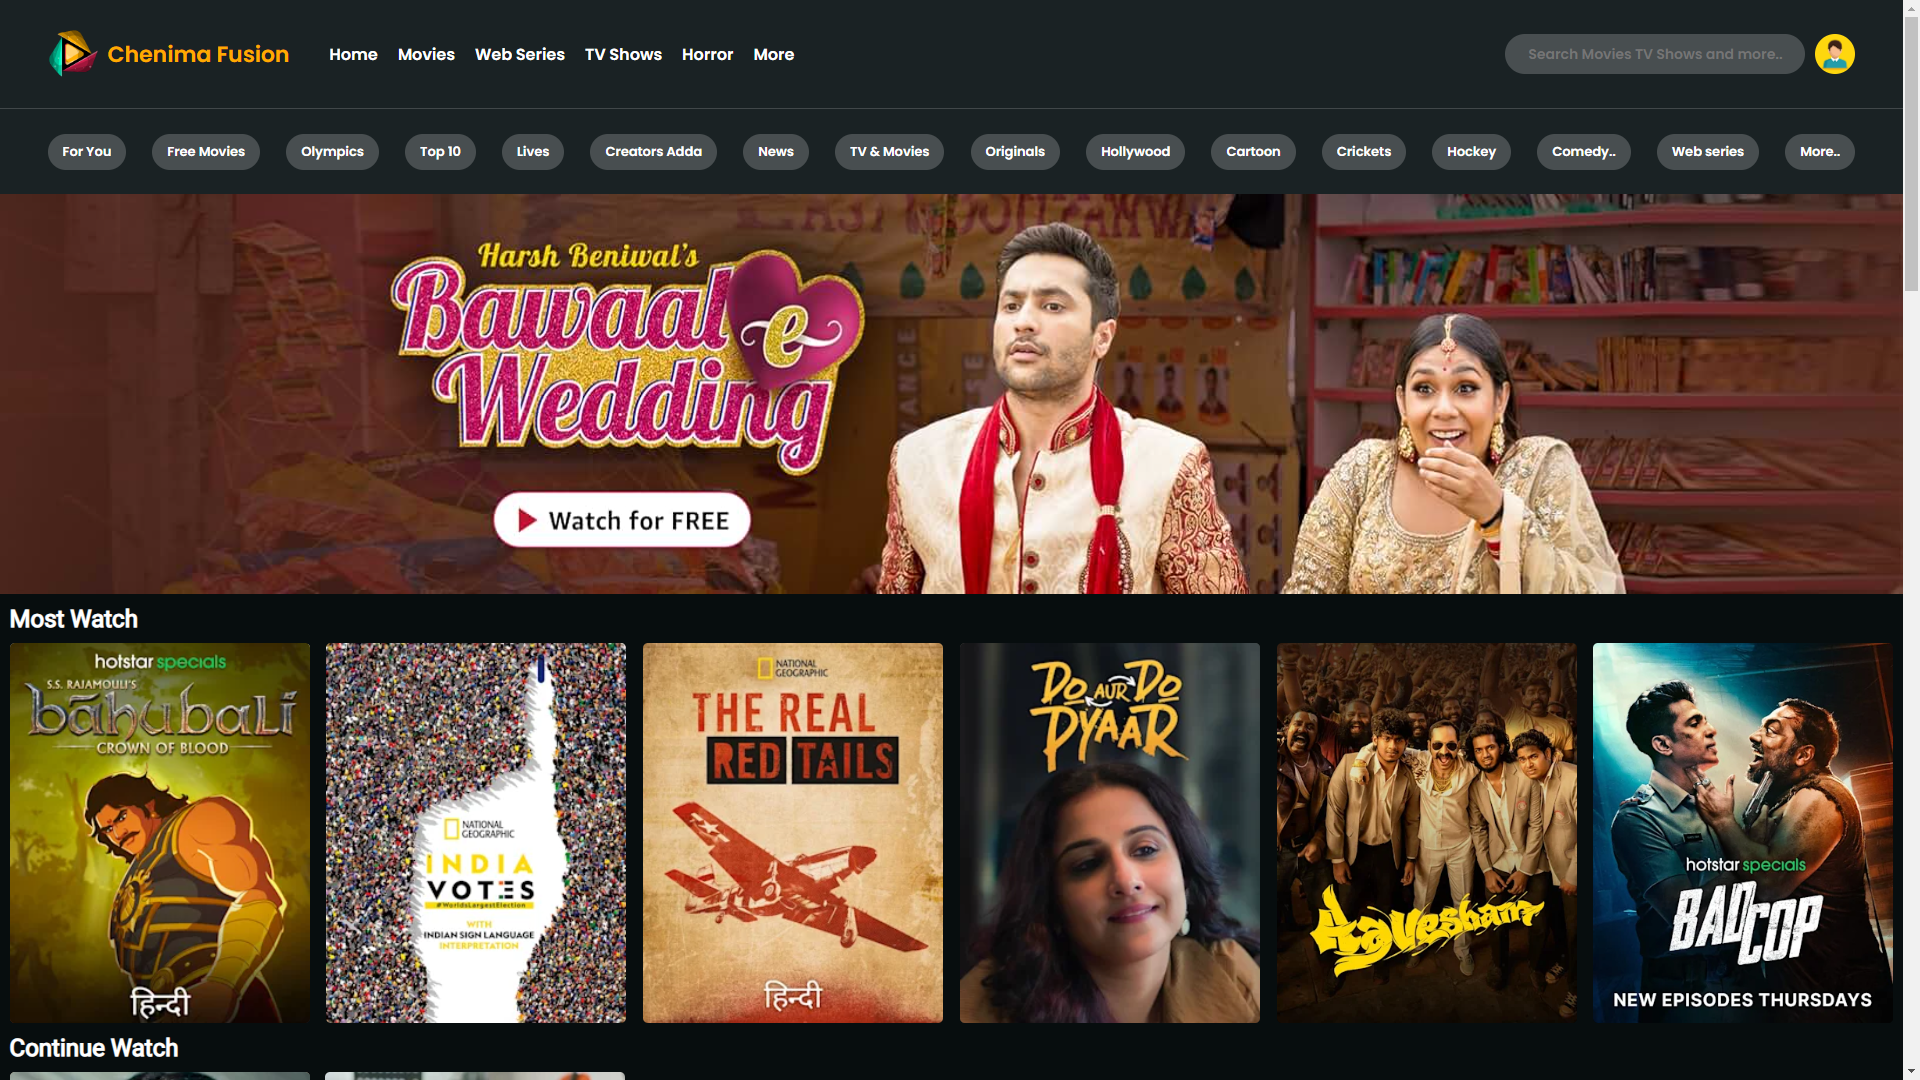 Chenima Fusion
Home Movies Web Series TV Shows Horror More
Search Movies TV Shows and more..
For You Free Movies Olympics Top 10 Lives Creators Adda News TV & Movies Originals Hollywood Cartoon Crickets Hockey Comedy.. Web series More..
Harsh Beniwal's
Bawaal e
Wedding
Watch for FREE
Most Watch
hotstar specials
S.S. RAJAMOULI'S
bāhubali
CROWN OF BLOOD
हिन्दी
NATIONAL
GEOGRAPHIC
INDIA
VOTES
#WorldsLargestElection
WITH
INDIAN SIGN LANGUAGE
INTERPRETATION
NATIONAL
GEOGRAPHIC
THE REAL
RED TAILS
हिन्दी
DO AUR DO
PYAAR
Aavesham
hotstar specials
BAD COP
NEW EPISODES THURSDAYS
Continue Watch